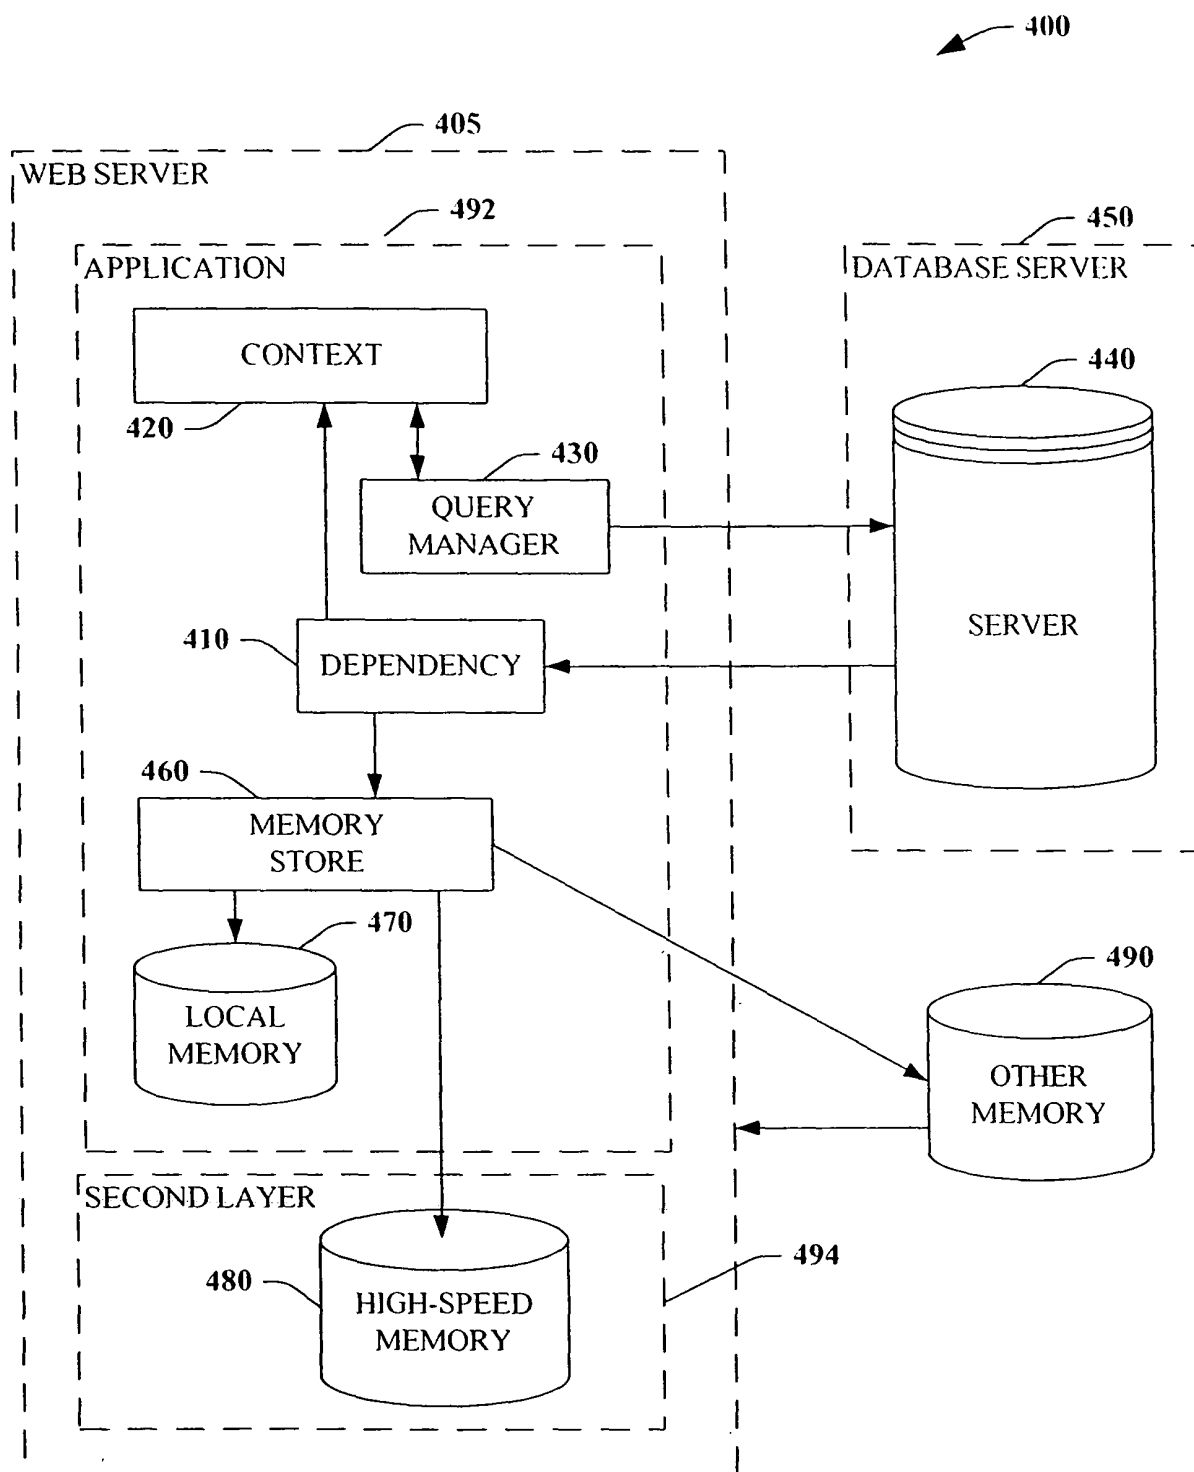 400
405
WEB SERVER
492
450
APPLICATION
DATABASE SERVER
CONTEXT
440
420
430
QUERY
MANAGER
SERVER
410
DEPENDENCY
460
MEMORY
STORE
470
490
LOCAL
MEMORY
OTHER
MEMORY
SECOND LAYER
494
480
HIGH-SPEED
MEMORY